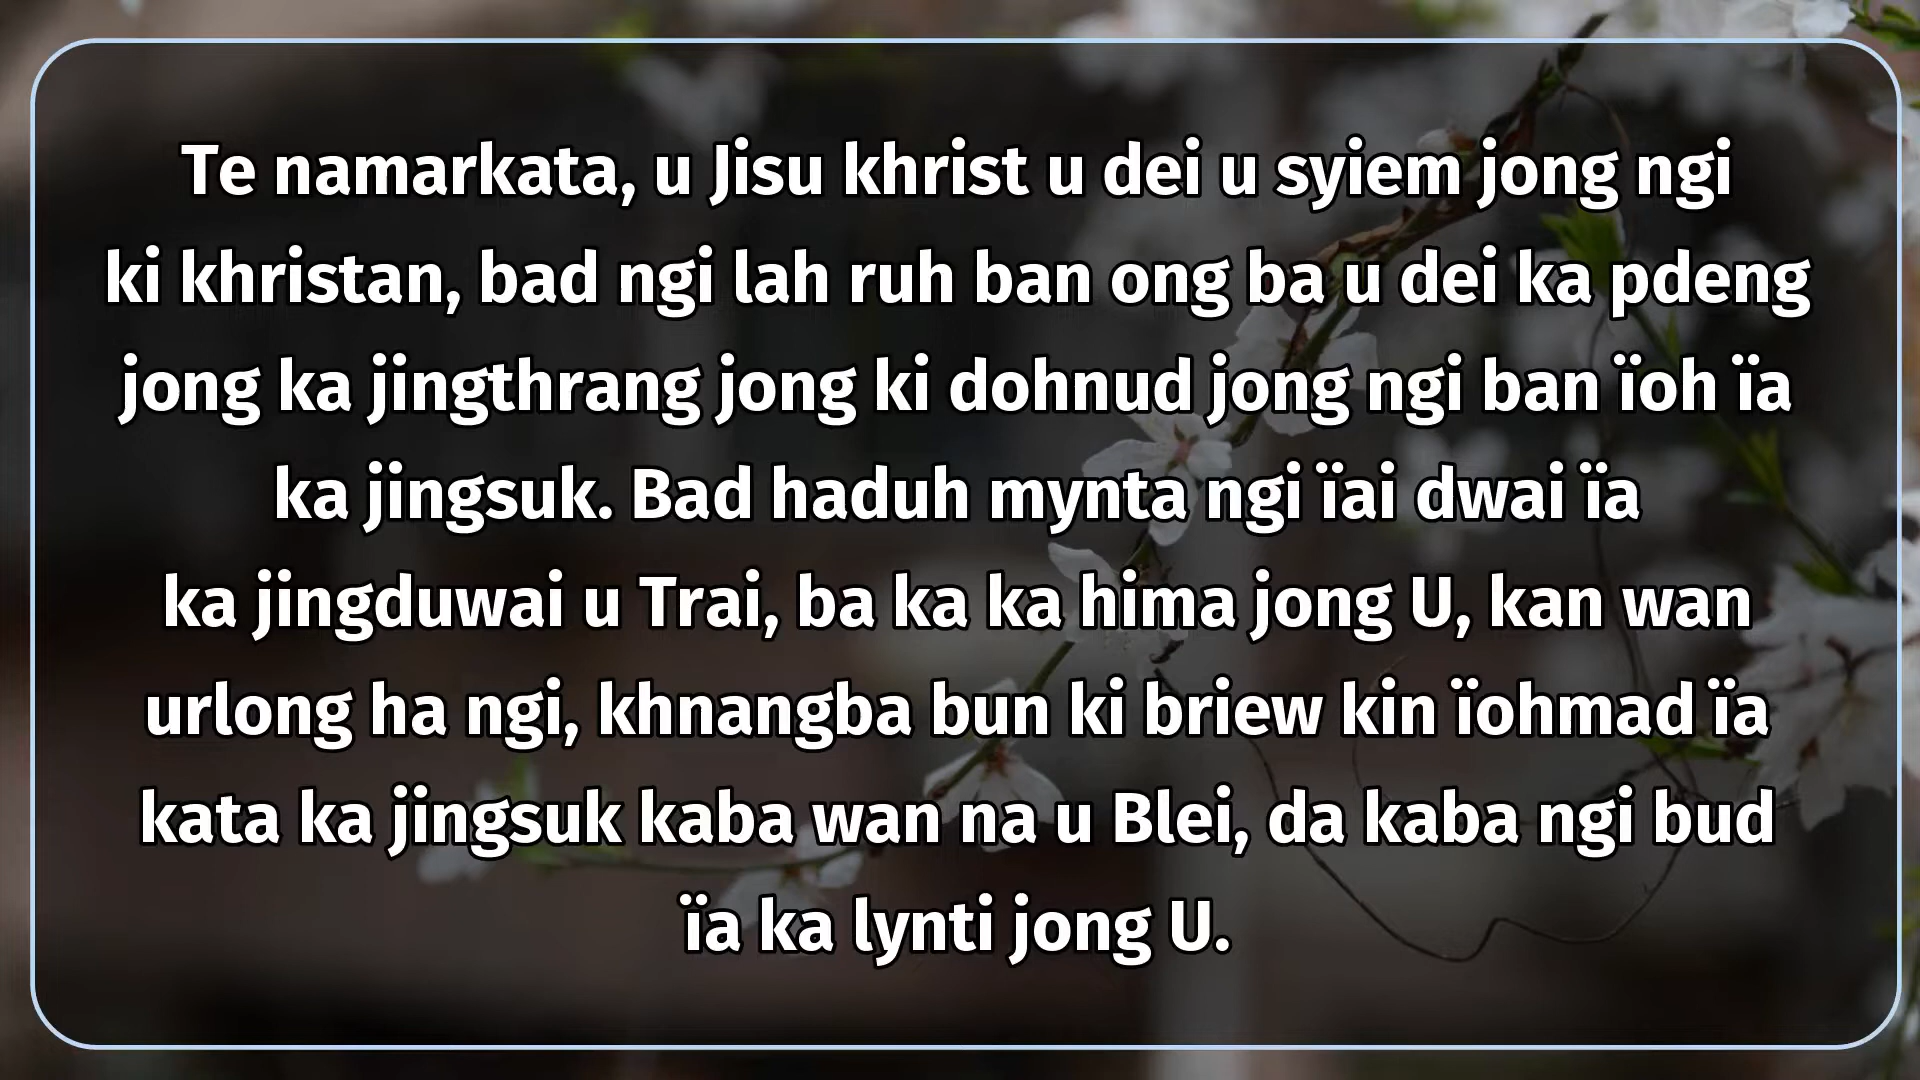 Te namarkata, u Jisu khrist u dei u syiem jong ngi
ki khristan, bad ngi lah ruh ban ong ba u dei ka pdeng
jong ka jingthrang jong ki dohnud jong ngi ban ïoh ïa
ka jingsuk. Bad haduh mynta ngi ïai dwai ïa
ka jingduwai u Trai, ba ka ka hima jong U, kan wan
urlong ha ngi, khnangba bun ki briew kin ïohmad ïa
kata ka jingsuk kaba wan na u Blei, da kaba ngi bud
ïa ka lynti jong U.